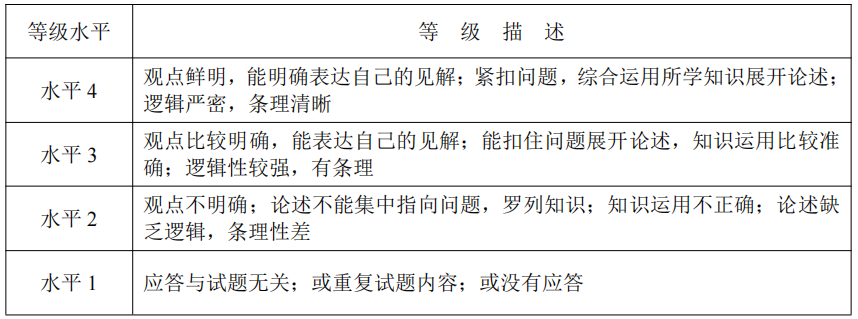 等级水平 等 级 描 述
水平 4 观点鲜明，能明确表达自己的见解；紧扣问题，综合运用所学知识展开论述；
逻辑严密，条理清晰
水平 3 观点比较明确，能表达自己的见解；能扣住问题展开论述，知识运用比较准
确；逻辑性较强，有条理
水平 2 观点不明确；论述不能集中指向问题，罗列知识；知识运用不正确；论述缺
乏逻辑，条理性差
水平 1 应答与试题无关；或重复试题内容；或没有应答